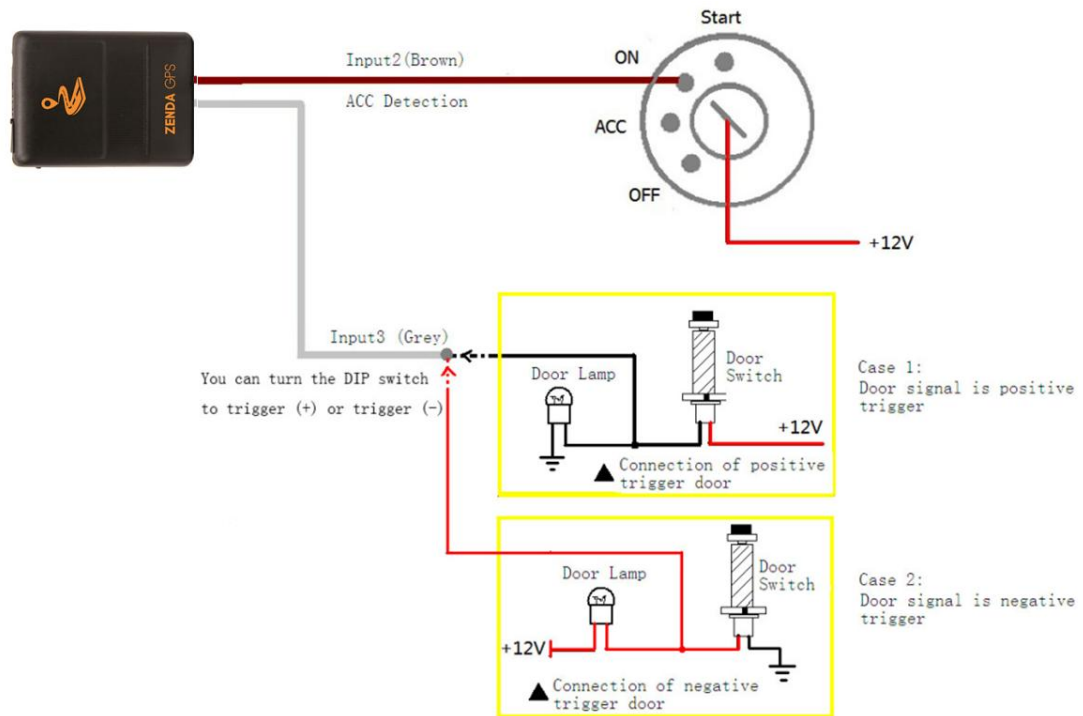 Start
ON
Input2(Brown)
ACC Detection
ZENDA GPS
ACC
OFF
+12V
Input3 (Grey)
You can turn the DIP switch
to trigger (+) or trigger (-)
Door Lamp
Door
Switch
+12V
Connection of positive
trigger door
Case 1:
Door signal is positive
trigger
Door Lamp
Door
Switch
+12V
Connection of negative
trigger door
Case 2:
Door signal is negative
trigger